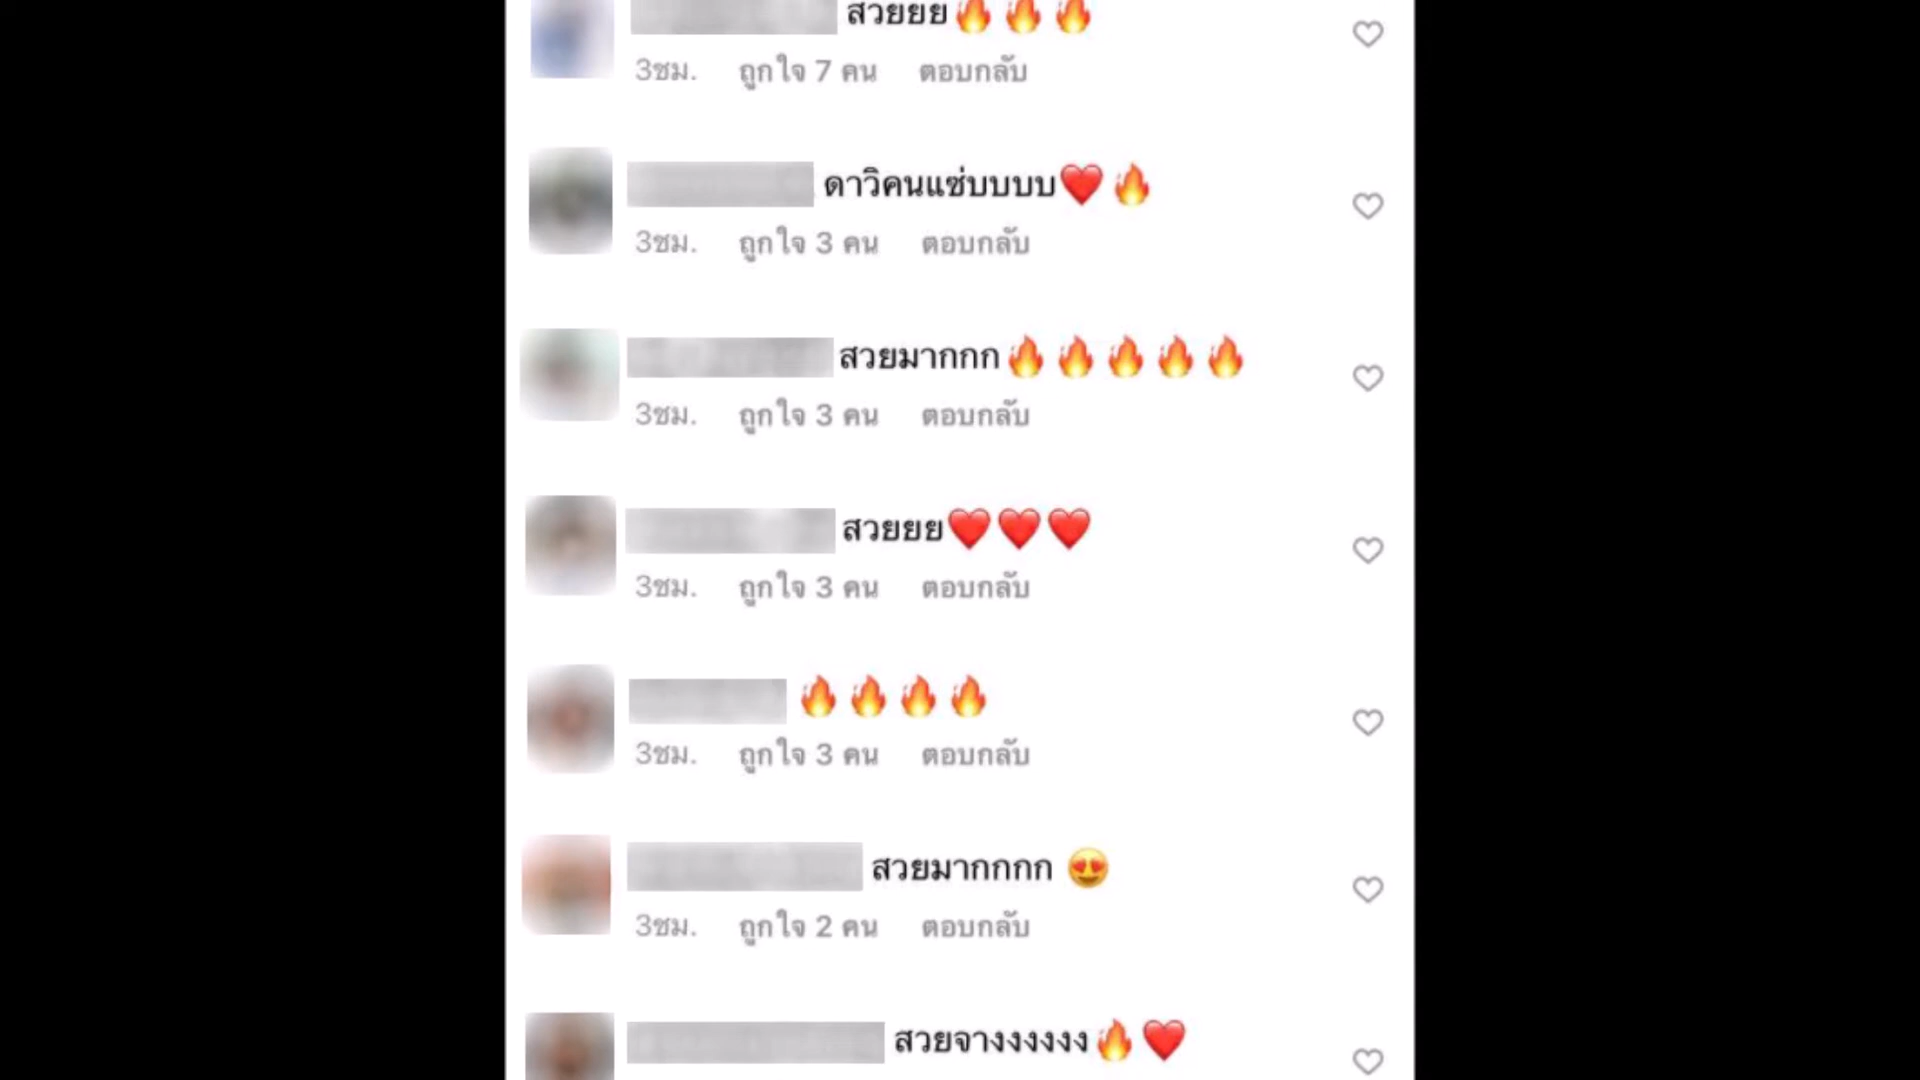 สวยยย🔥🔥🔥
3ชม. ถูกใจ 7 คน ตอบกลับ
ดาวิคนแซ่บบบบ❤️🔥
3ชม. ถูกใจ 3 คน ตอบกลับ
สวยมากกก🔥🔥🔥🔥🔥
3ชม. ถูกใจ 3 คน ตอบกลับ
สวยยย❤️❤️❤️
3ชม. ถูกใจ 3 คน ตอบกลับ
🔥🔥🔥🔥
3ชม. ถูกใจ 3 คน ตอบกลับ
สวยมากกกก 😍
3ชม. ถูกใจ 2 คน ตอบกลับ
สวยจางงงงงง🔥❤️